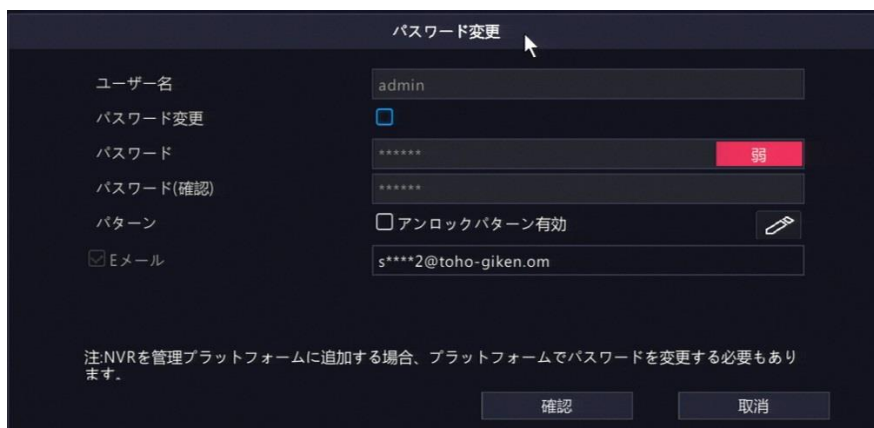 パスワード変更
ユーザー名 admin
パスワード変更
パスワード ****** 弱
パスワード(確認) ******
パターン アンロックパターン有効
Eメール s****2@toho-giken.om
注:NVRを管理プラットフォームに追加する場合、プラットフォームでパスワードを変更する必要もあり
ます.
確認 取消